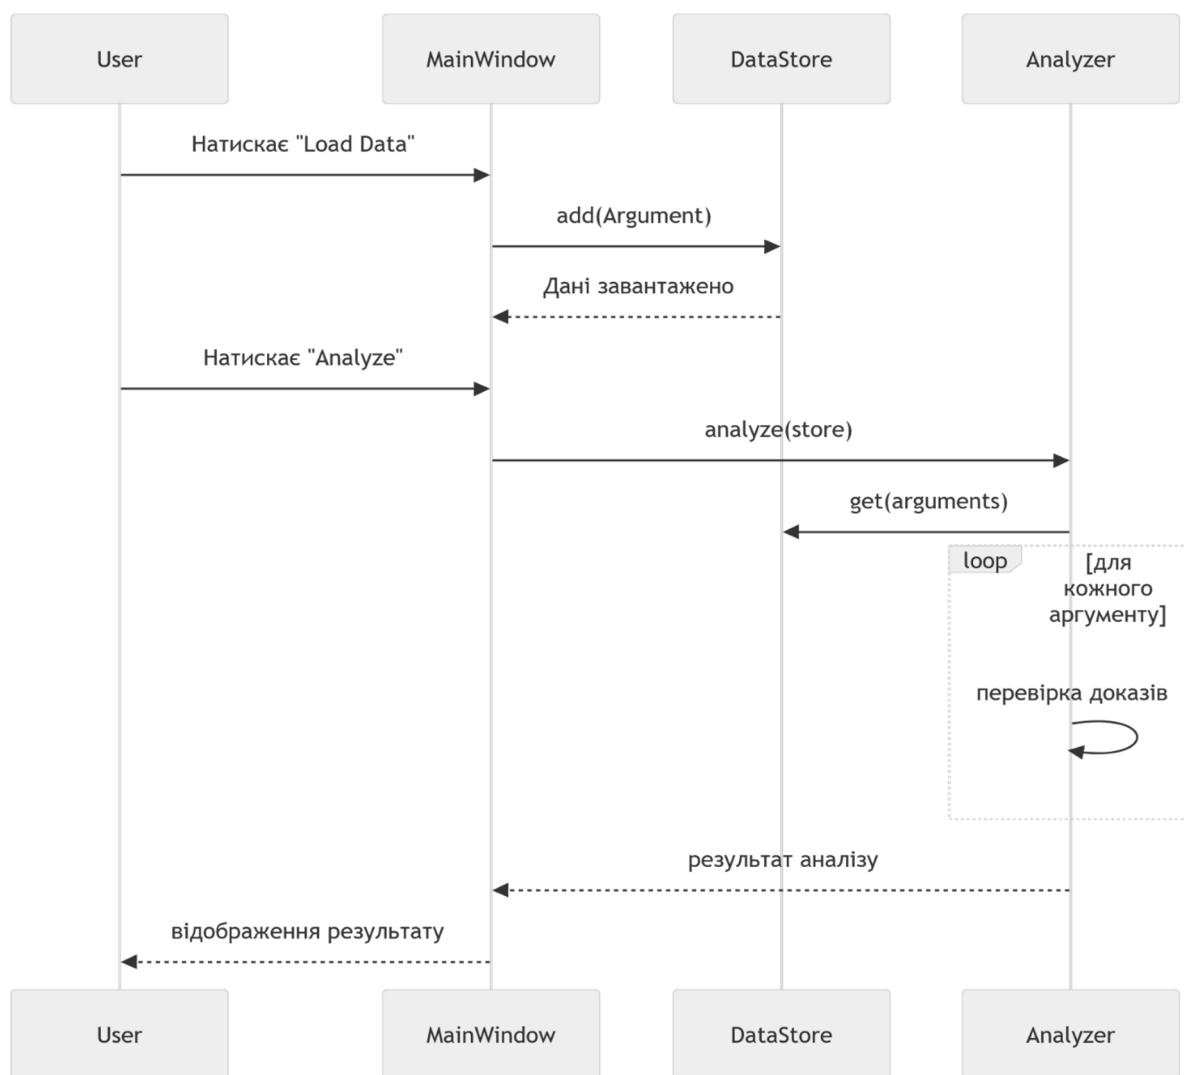 User
MainWindow
DataStore
Analyzer
Натискає "Load Data"
add(Argument)
Дані завантажено
Натискає "Analyze"
analyze(store)
get(arguments)
loop
[для
кожного
аргументу]
перевірка доказів
результат аналізу
відображення результату
User
MainWindow
DataStore
Analyzer